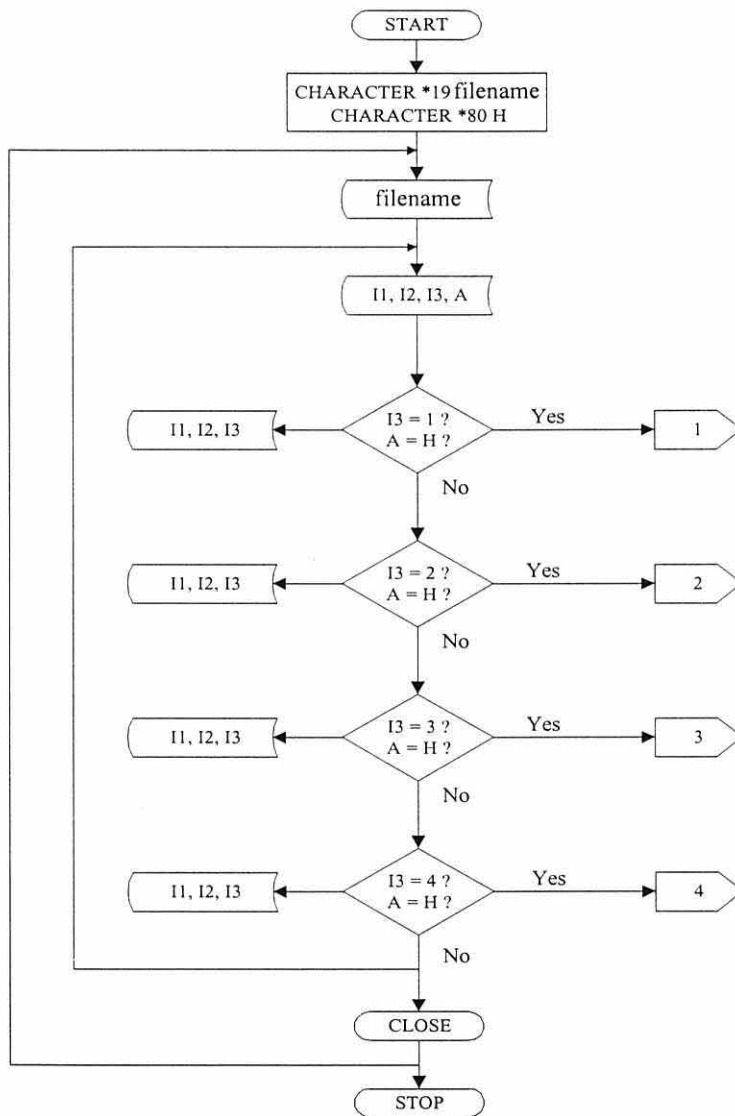 START
CHARACTER *19 filename
CHARACTER *80 H
filename
I1, I2, I3, A
I1, I2, I3
I3 = 1 ?
A = H ?
Yes
1
No
I1, I2, I3
I3 = 2 ?
A = H ?
Yes
2
No
I1, I2, I3
I3 = 3 ?
A = H ?
Yes
3
No
I1, I2, I3
I3 = 4 ?
A = H ?
Yes
4
No
CLOSE
STOP